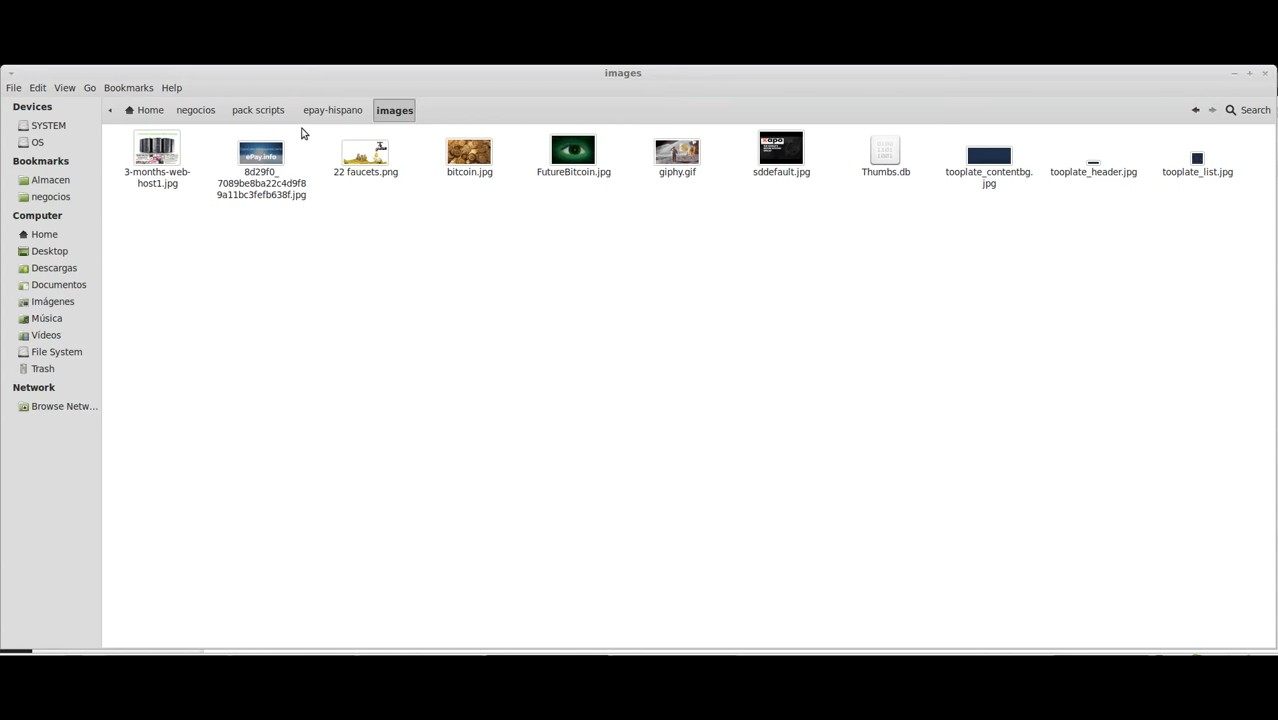 images
File Edit View Go Bookmarks Help
Home negocios pack scripts epay-hispano images Search
Devices
SYSTEM
OS
Bookmarks
Almacen
negocios
Computer
Home
Desktop
Descargas
Documentos
Imágenes
Música
Vídeos
File System
Trash
Network
Browse Netw...
3-months-web-
host1.jpg
ePay.info
8d29f0_
7089be8ba22c4d9f8
9a11bc3fefb638f.jpg
22 faucets.png
bitcoin.jpg
FutureBitcoin.jpg
giphy.gif
sddefault.jpg
Thumbs.db
tooplate_contentbg.
jpg
tooplate_header.jpg
tooplate_list.jpg